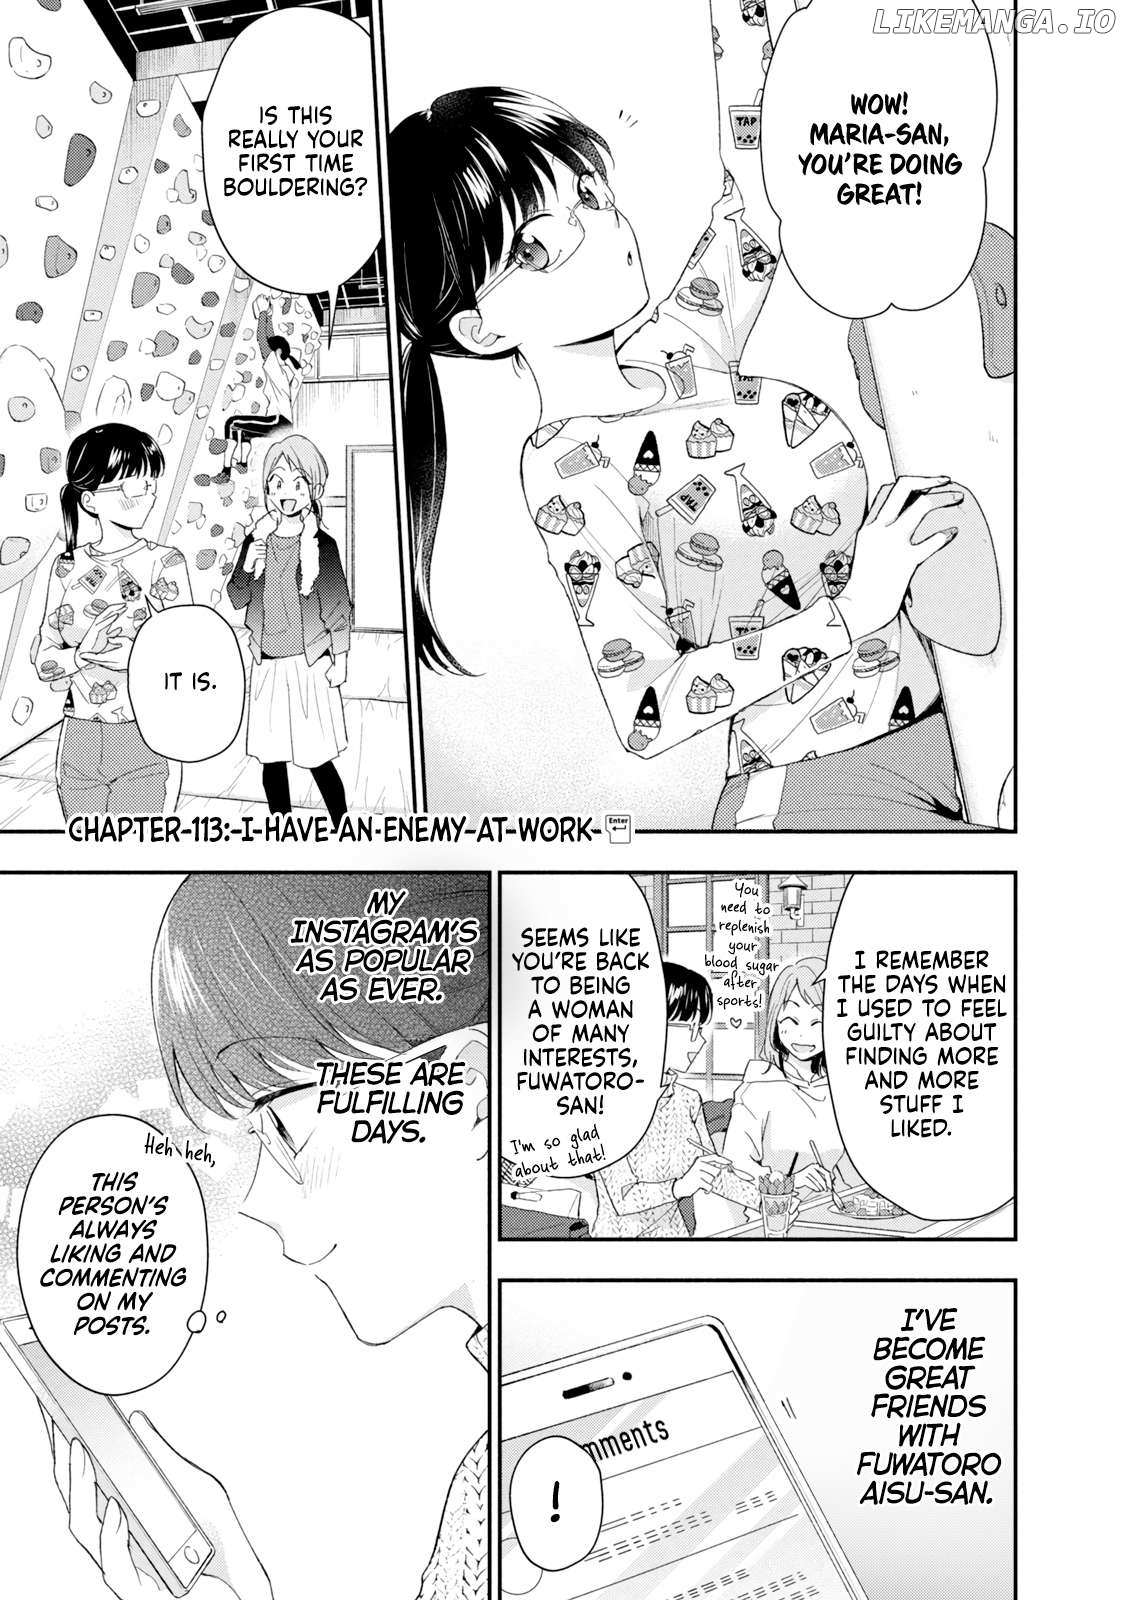 LIKEMANGA.IO
WOW!
MARIA-SAN,
YOU'RE DOING
GREAT!
TAP
TAP
TAP
IS THIS
REALLY YOUR
FIRST TIME
BOULDERING?
IT IS.
CHAPTER-113:-I-HAVE-AN-ENEMY-AT-WORK-
Enter
I REMEMBER
THE DAYS WHEN
I USED TO FEEL
GUILTY ABOUT
FINDING MORE
AND MORE
STUFF I
LIKED.
You
need to
replenish
your
blood sugar
after
sports!
SEEMS LIKE
YOU'RE BACK
TO BEING
A WOMAN
OF MANY
INTERESTS,
FUWATORO-
SAN!
I'm so glad
about that!
I'VE
BECOME
GREAT
FRIENDS
WITH
FUWATORO
AISU-SAN.
mments
!
MY
INSTAGRAM'S
AS POPULAR
AS EVER.
THESE ARE
FULFILLING
DAYS.
Heh heh,
THIS
PERSON'S
ALWAYS
LIKING AND
COMMENTING
ON MY
POSTS.